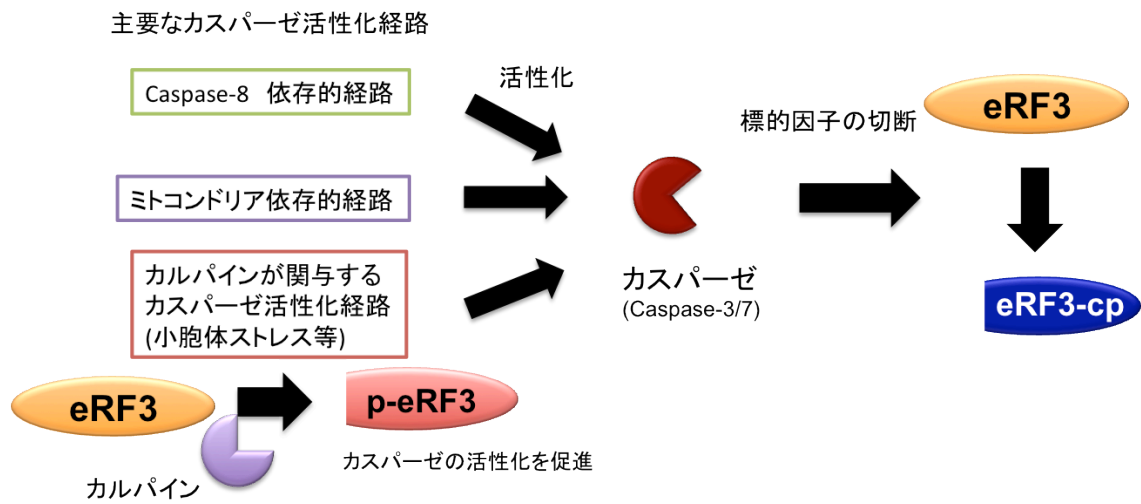 主要なカスパーゼ活性化経路
Caspase-8 依存的経路
活性化
ミトコンドリア依存的経路
カルパインが関与する
カスパーゼ活性化経路
(小胞体ストレス等)
カスパーゼ
(Caspase-3/7)
標的因子の切断
eRF3
eRF3-cp
eRF3
p-eRF3
カルパイン
カスパーゼの活性化を促進